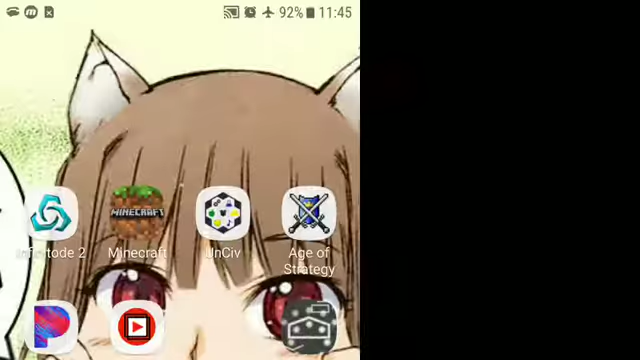 92% 11:45
MINECRAFT
Infinitode 2 Minecraft UnCiv Age of
Strategy